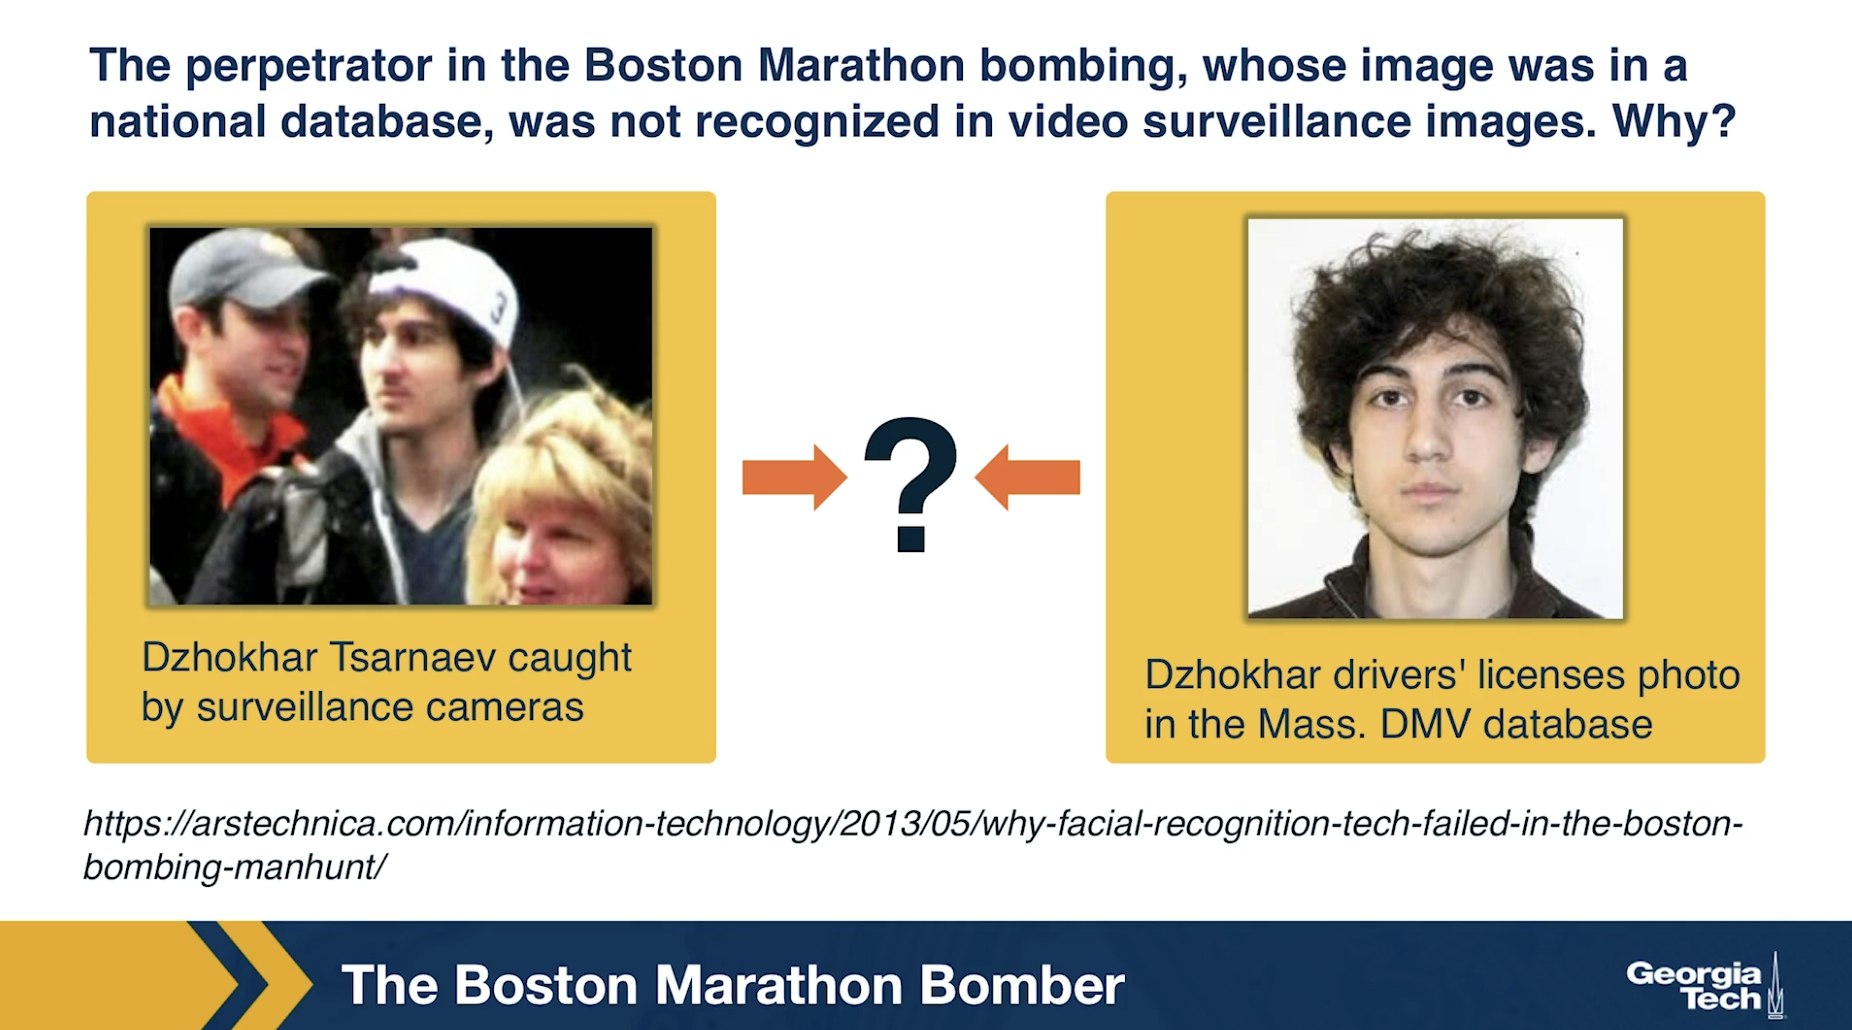 The perpetrator in the Boston Marathon bombing, whose image was in a
national database, was not recognized in video surveillance images. Why?
3
?
Dzhokhar Tsarnaev caught
by surveillance cameras
Dzhokhar drivers' licenses photo
in the Mass. DMV database
https://arstechnica.com/information-technology/2013/05/why-facial-recognition-tech-failed-in-the-boston-
bombing-manhunt/
The Boston Marathon Bomber
Georgia
Tech